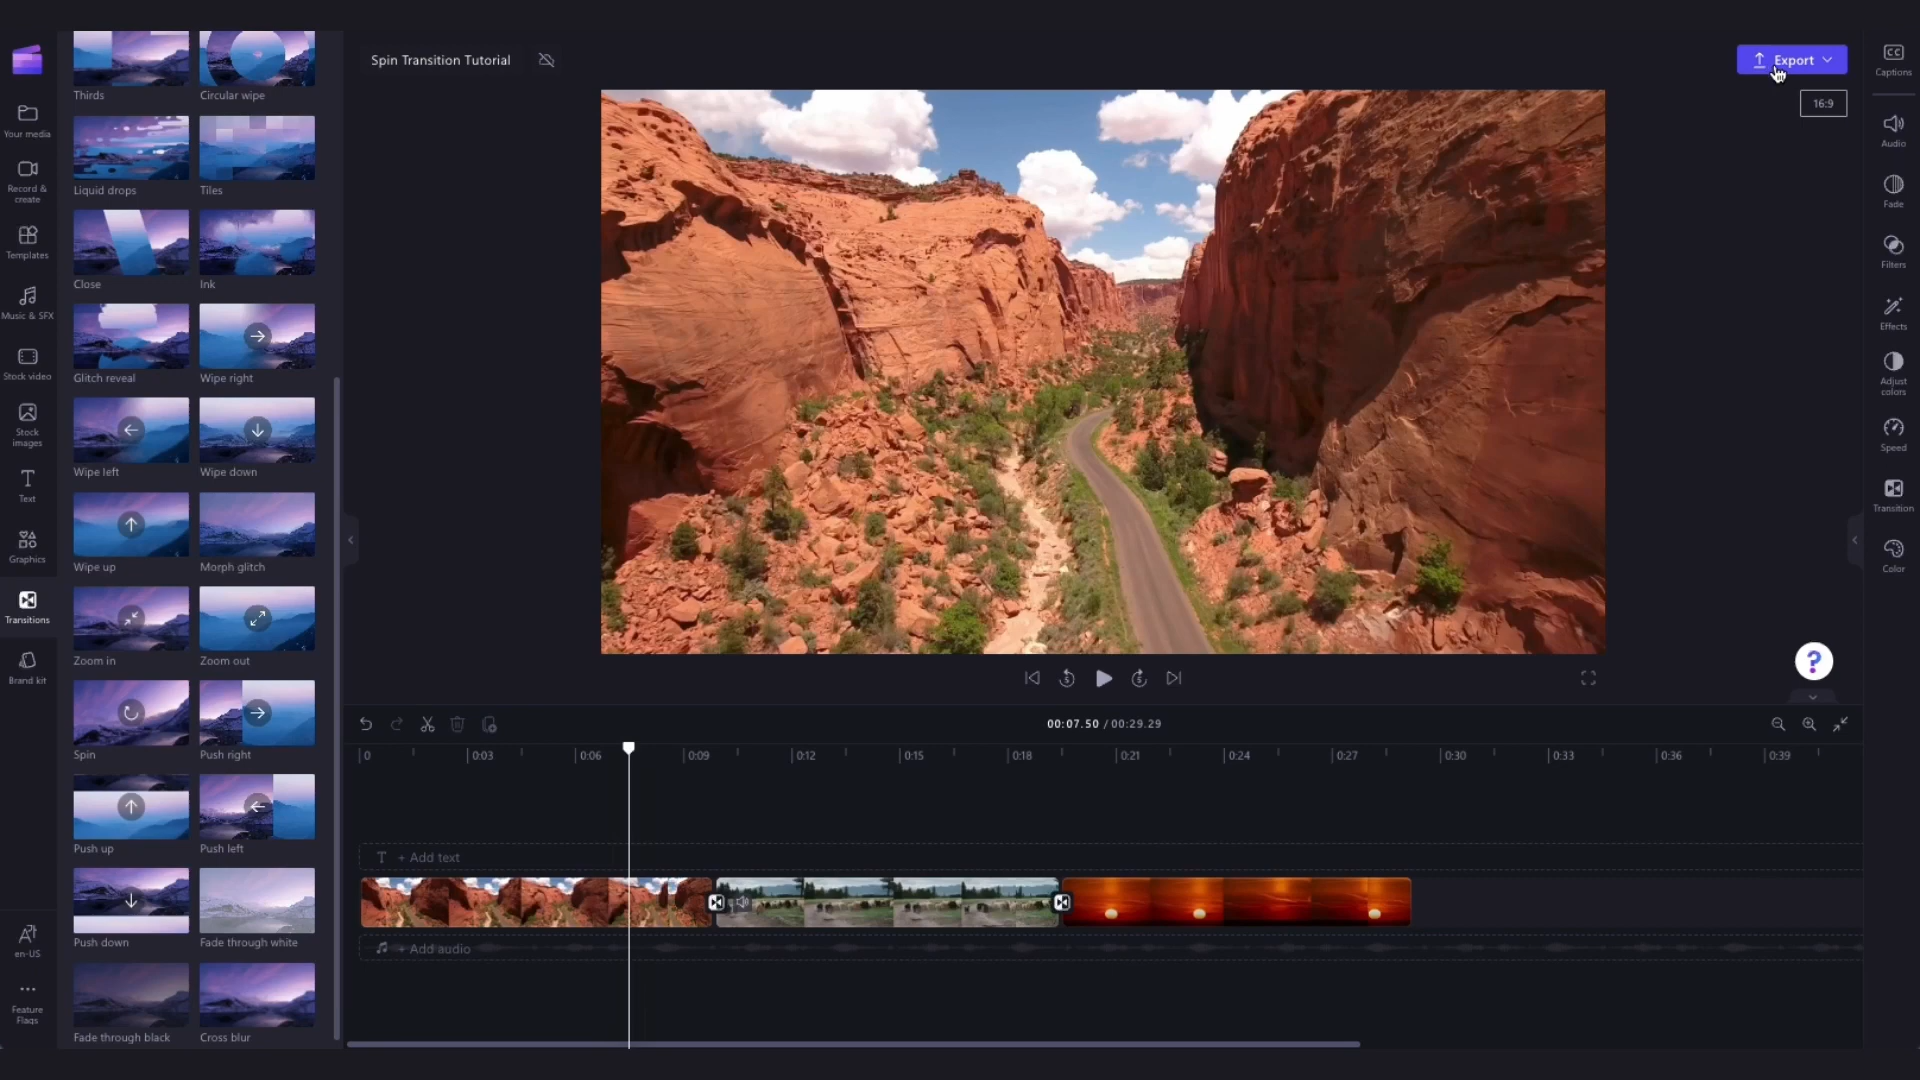 Spin Transition Tutorial
Export
16:9
Your media
Record &
create
Templates
Music & SFX
Stock video
Stock
images
Text
Graphics
Transitions
Brand kit
en-US
Feature
Flags
Thirds
Circular wipe
Liquid drops
Tiles
Close
Ink
Glitch reveal
Wipe right
Wipe left
Wipe down
Wipe up
Morph glitch
Zoom in
Zoom out
Spin
Push right
Push up
Push left
Push down
Fade through white
Fade through black
Cross blur
CC
Captions
Audio
Fade
Filters
Effects
Adjust
colors
Speed
Transition
Color
5
5
?
00:07.50 / 00:29.29
0
0:03
0:06
0:09
0:12
0:15
0:18
0:21
0:24
0:27
0:30
0:33
0:36
0:39
T + Add text
+ Add audio